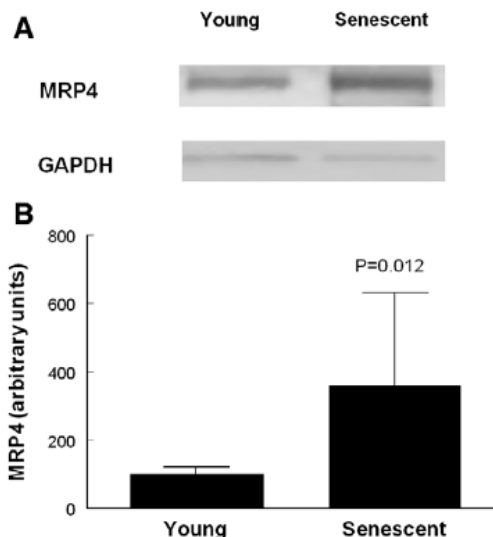 A
Young Senescent
MRP4
GAPDH
B
800
P=0.012
600
400
200
0
MRP4 (arbitrary units)
Young Senescent